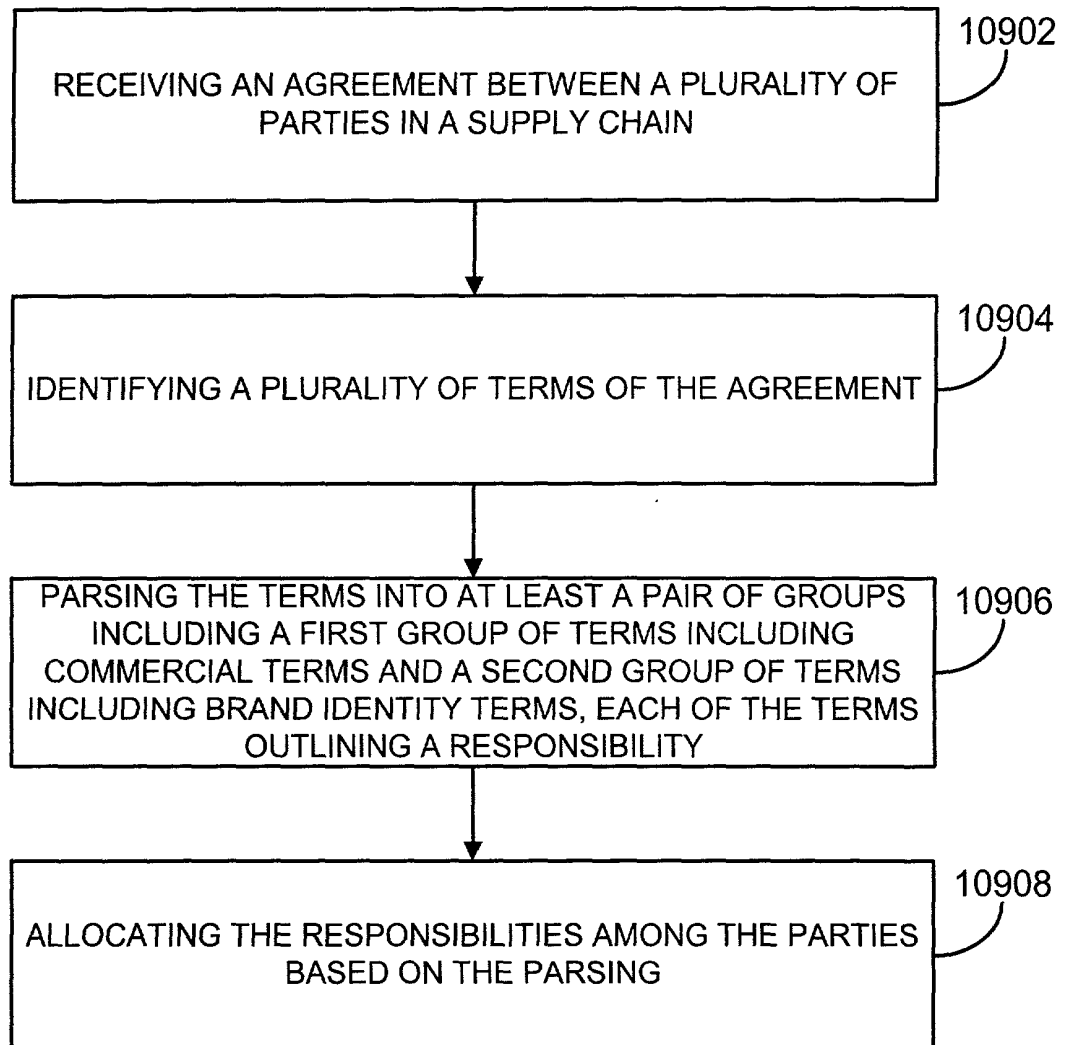 10902
RECEIVING AN AGREEMENT BETWEEN A PLURALITY OF
PARTIES IN A SUPPLY CHAIN
10904
IDENTIFYING A PLURALITY OF TERMS OF THE AGREEMENT
10906
PARSING THE TERMS INTO AT LEAST A PAIR OF GROUPS
INCLUDING A FIRST GROUP OF TERMS INCLUDING
COMMERCIAL TERMS AND A SECOND GROUP OF TERMS
INCLUDING BRAND IDENTITY TERMS, EACH OF THE TERMS
OUTLINING A RESPONSIBILITY
10908
ALLOCATING THE RESPONSIBILITIES AMONG THE PARTIES
BASED ON THE PARSING